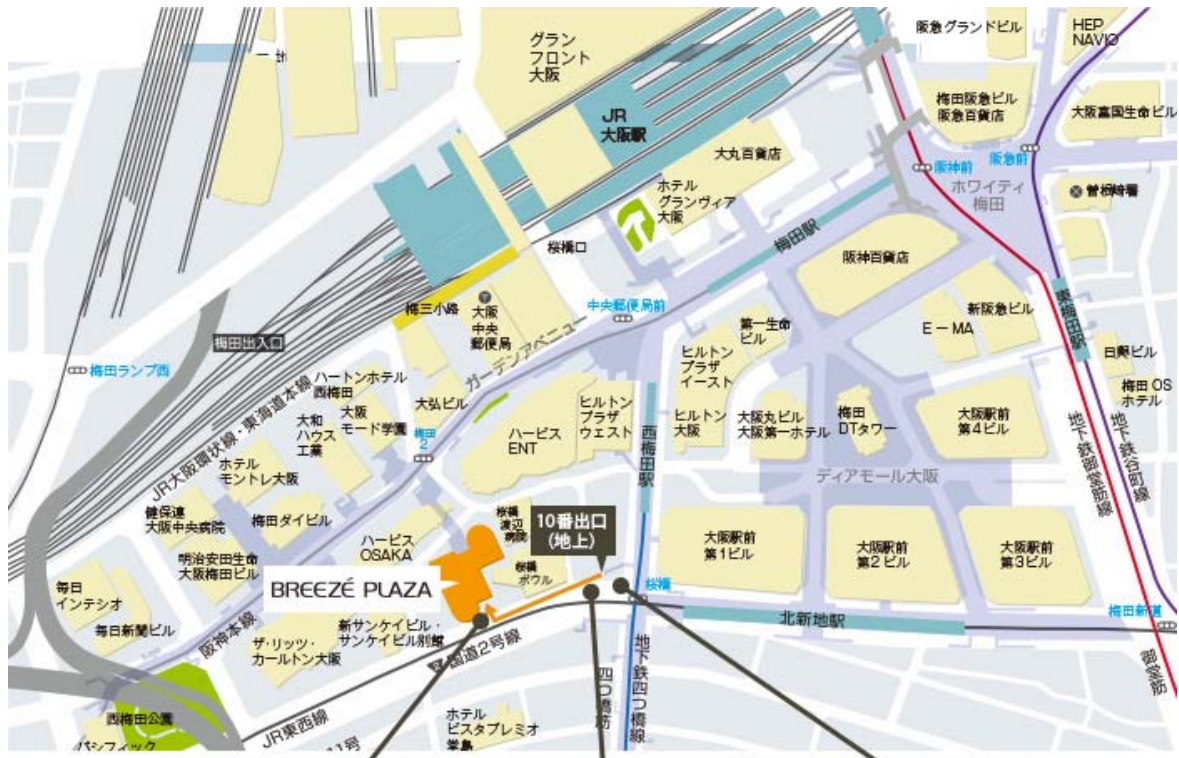 阪急グランドビル
HEP
NAVIO
グラン
フロント
大阪
梅田阪急ビル
阪急百貨店
大阪富国生命ビル
JR
大阪駅
大丸百貨店
阪神前
阪急前
ホワイティ
梅田
曽根崎署
ホテル
グランヴィア
大阪
梅田駅
桜橋口
阪神百貨店
中央郵便局前
梅三小路
大阪
中央
郵便局
新阪急ビル
E－MA
第一生命
ビル
東梅田駅
梅田出入口
ガーデンアベニュー
日興ビル
梅田ランプ西
ヒルトン
プラザ
イースト
ハートンホテル
西梅田
梅田OS
ホテル
JR大阪環状線・東海道本線
大弘ビル
大阪
モード学園
大和
ハウス
工業
ヒルトン
プラザ
ウェスト
ヒルトン
大阪
大阪丸ビル
大阪第一ホテル
梅田
DTタワー
大阪駅前
第4ビル
地下鉄御堂筋線
地下鉄谷町線
梅田
2
ハービス
ENT
西梅田駅
ホテル
モントレ大阪
ディアモール大阪
健保連
大阪中央病院
梅田ダイビル
桜橋
渡辺
病院
10番出口
(地上)
ハービス
OSAKA
大阪駅前
第1ビル
大阪駅前
第2ビル
大阪駅前
第3ビル
明治安田生命
大阪梅田ビル
桜橋
ボウル
桜橋
毎日
インテシオ
BREEZÉ PLAZA
北新地駅
梅田新道
毎日新聞ビル
阪神本線
ザ・リッツ・
カールトン大阪
新サンケイビル・
サンケイビル別館
国道2号線
四つ橋筋
地下鉄四つ橋線
西梅田公園
パシフィック
JR東西線
ホテル
ビスタプレミオ
堂島